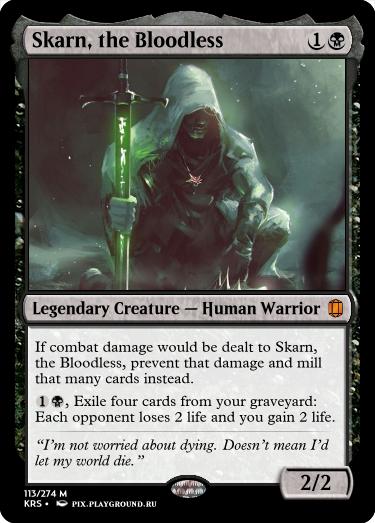 Skarn, the Bloodless 1
Legendary Creature — Human Warrior
If combat damage would be dealt to Skarn,
the Bloodless, prevent that damage and mill
that many cards instead.
1 , Exile four cards from your graveyard:
Each opponent loses 2 life and you gain 2 life.
“I’m not worried about dying. Doesn’t mean I’d
let my world die.”
2/2
113/274 M
KRS • PIX.PLAYGROUND.RU